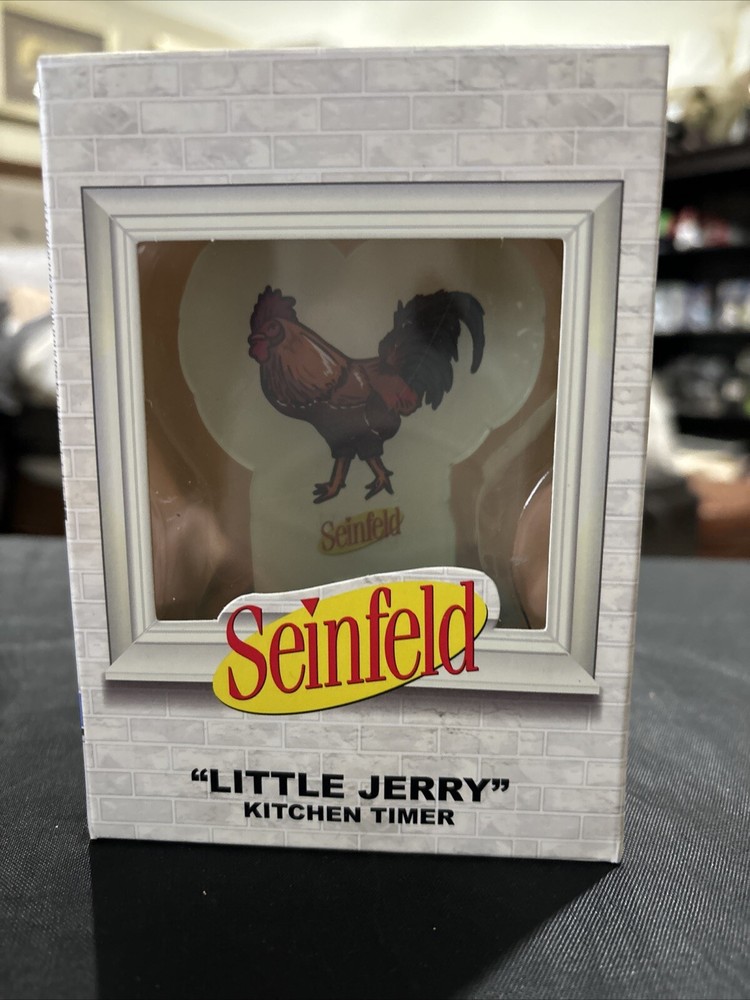 Seinfeld
Seinfeld
“LITTLE JERRY”
KITCHEN TIMER